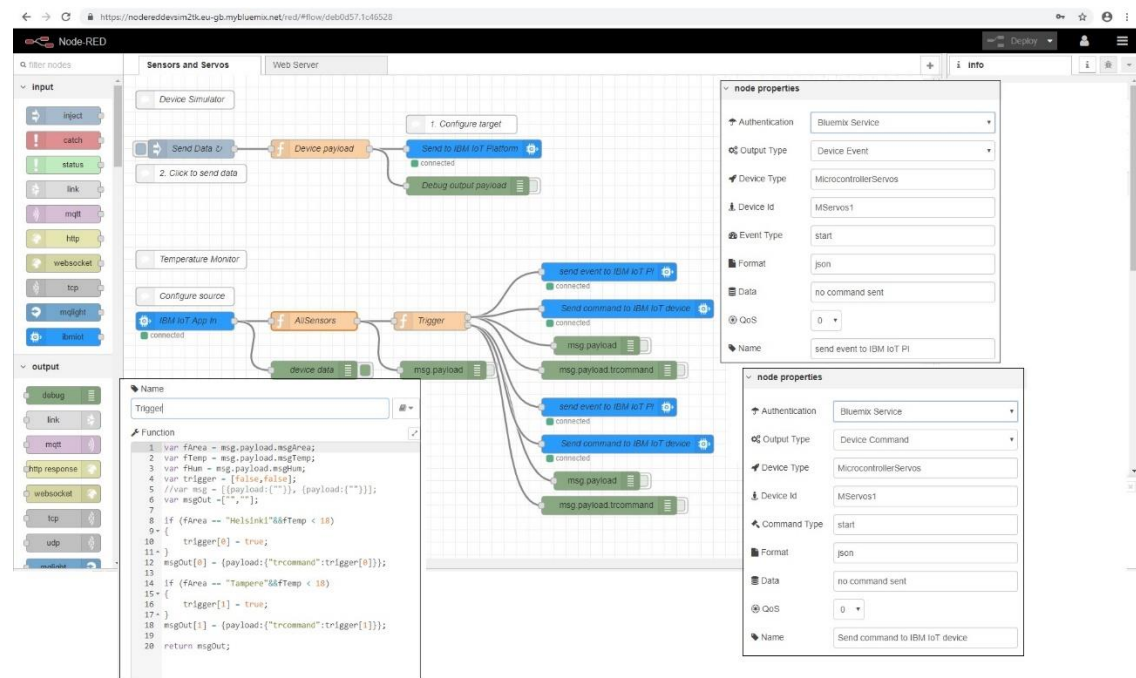 https://nodereddevsim2tk.eu-gb.mybluemix.net/red/#flow/deb0d57.1c46528
Node-RED
Deploy
filter nodes
Sensors and Servos
Web Server
+
i info
i
input
inject
catch
status
link
mqtt
http
websocket
tcp
mqlight
ibmiot
output
debug
link
mqtt
http response
websocket
tcp
udp
mqlight
Device Simulator
1. Configure target
Send Data ↻
Device payload
Send to IBM IoT Platform
connected
2. Click to send data
Debug output payload
Temperature Monitor
Configure source
IBM IoT App In
connected
AllSensors
Trigger
device data
msg.payload
send event to IBM IoT Pl
connected
Send command to IBM IoT device
connected
msg.payload
msg.payload.trcommand
send event to IBM IoT Pl
connected
Send command to IBM IoT device
connected
msg.payload
msg.payload.trcommand
Name
Trigger
Function
1 var fArea = msg.payload.msgArea;
2 var fTemp = msg.payload.msgTemp;
3 var fHum = msg.payload.msgHum;
4 var trigger = [false,false];
5 //var msg = [{payload:{""}}, {payload:{""}}];
6 var msgOut =["",""];
7
8 if (fArea == "Helsinki"&&fTemp < 18)
9 {
10 trigger[0] = true;
11 }
12 msgOut[0] = {payload:{"trcommand":trigger[0]}};
13
14 if (fArea == "Tampere"&&fTemp < 18)
15 {
16 trigger[1] = true;
17 }
18 msgOut[1] = {payload:{"trcommand":trigger[1]}};
19
20 return msgOut;
node properties
Authentication Bluemix Service
Output Type Device Event
Device Type MicrocontrollerServos
Device Id MServos1
Event Type start
Format json
Data no command sent
QoS 0
Name send event to IBM IoT Pl
node properties
Authentication Bluemix Service
Output Type Device Command
Device Type MicrocontrollerServos
Device Id MServos1
Command Type start
Format json
Data no command sent
QoS 0
Name Send command to IBM IoT device